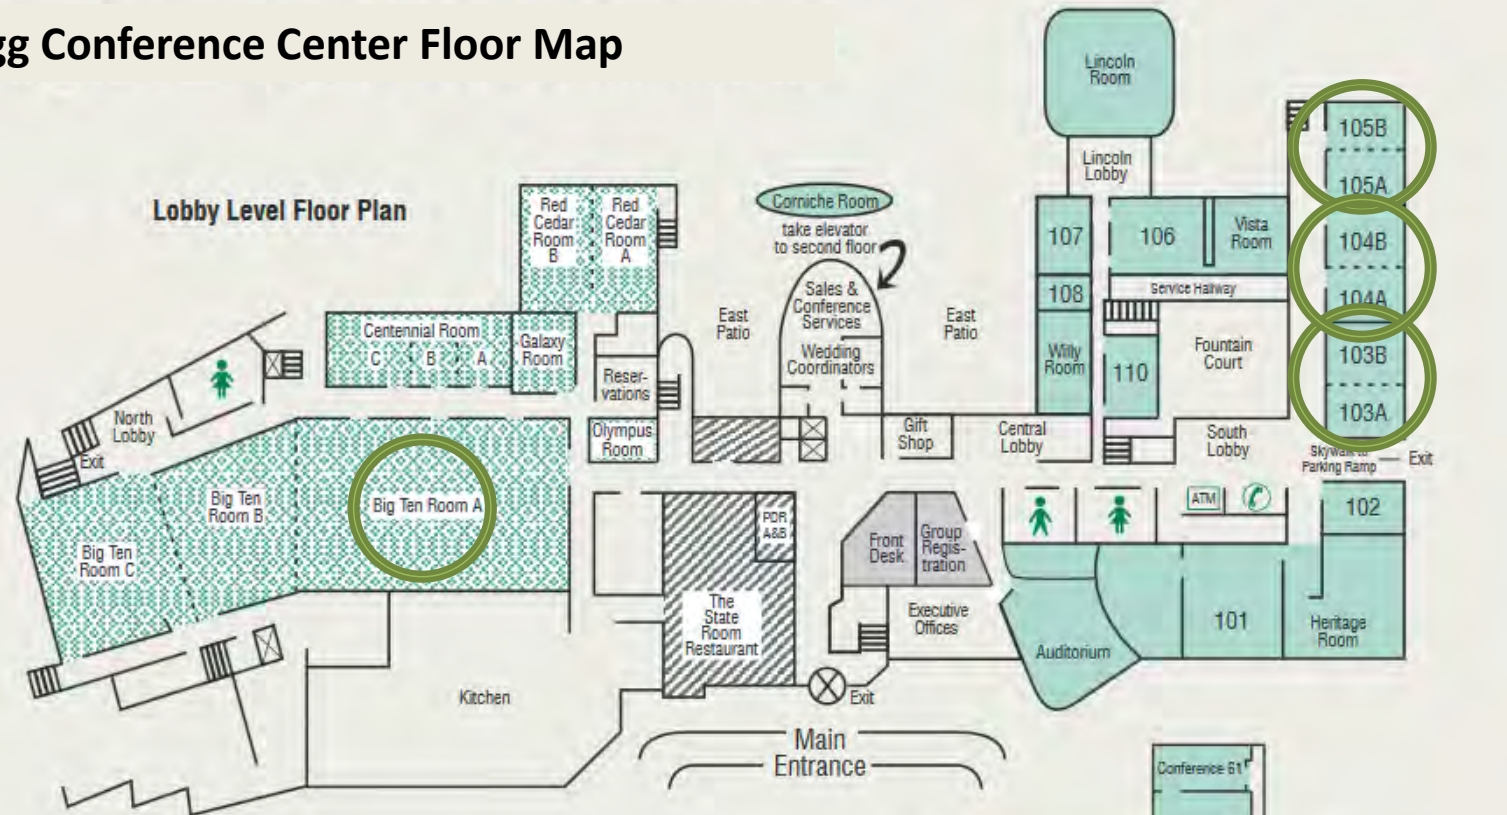 gg Conference Center Floor Map
Lobby Level Floor Plan
Lincoln
Room
Lincoln
Lobby
105B
105A
104B
104A
103B
103A
Red
Cedar
Room
B
Red
Cedar
Room
A
Corniche Room
take elevator
to second floor
107
106
Vista
Room
108
Service Hallway
Sales &
Conference
Services
Wedding
Coordinators
East
Patio
East
Patio
Centennial Room
C B A
Galaxy
Room
Reser-
vations
Willy
Room
110
Fountain
Court
North
Lobby
Exit
Olympus
Room
Gift
Shop
Central
Lobby
South
Lobby
Skywalk to
Parking Ramp
Exit
Big Ten
Room C
Big Ten
Room B
Big Ten Room A
PDR
A&B
Front
Desk
Group
Regis-
tration
ATM
102
The
State
Room
Restaurant
Executive
Offices
Auditorium
101
Heritage
Room
Kitchen
Exit
Main
Entrance
Conference 61